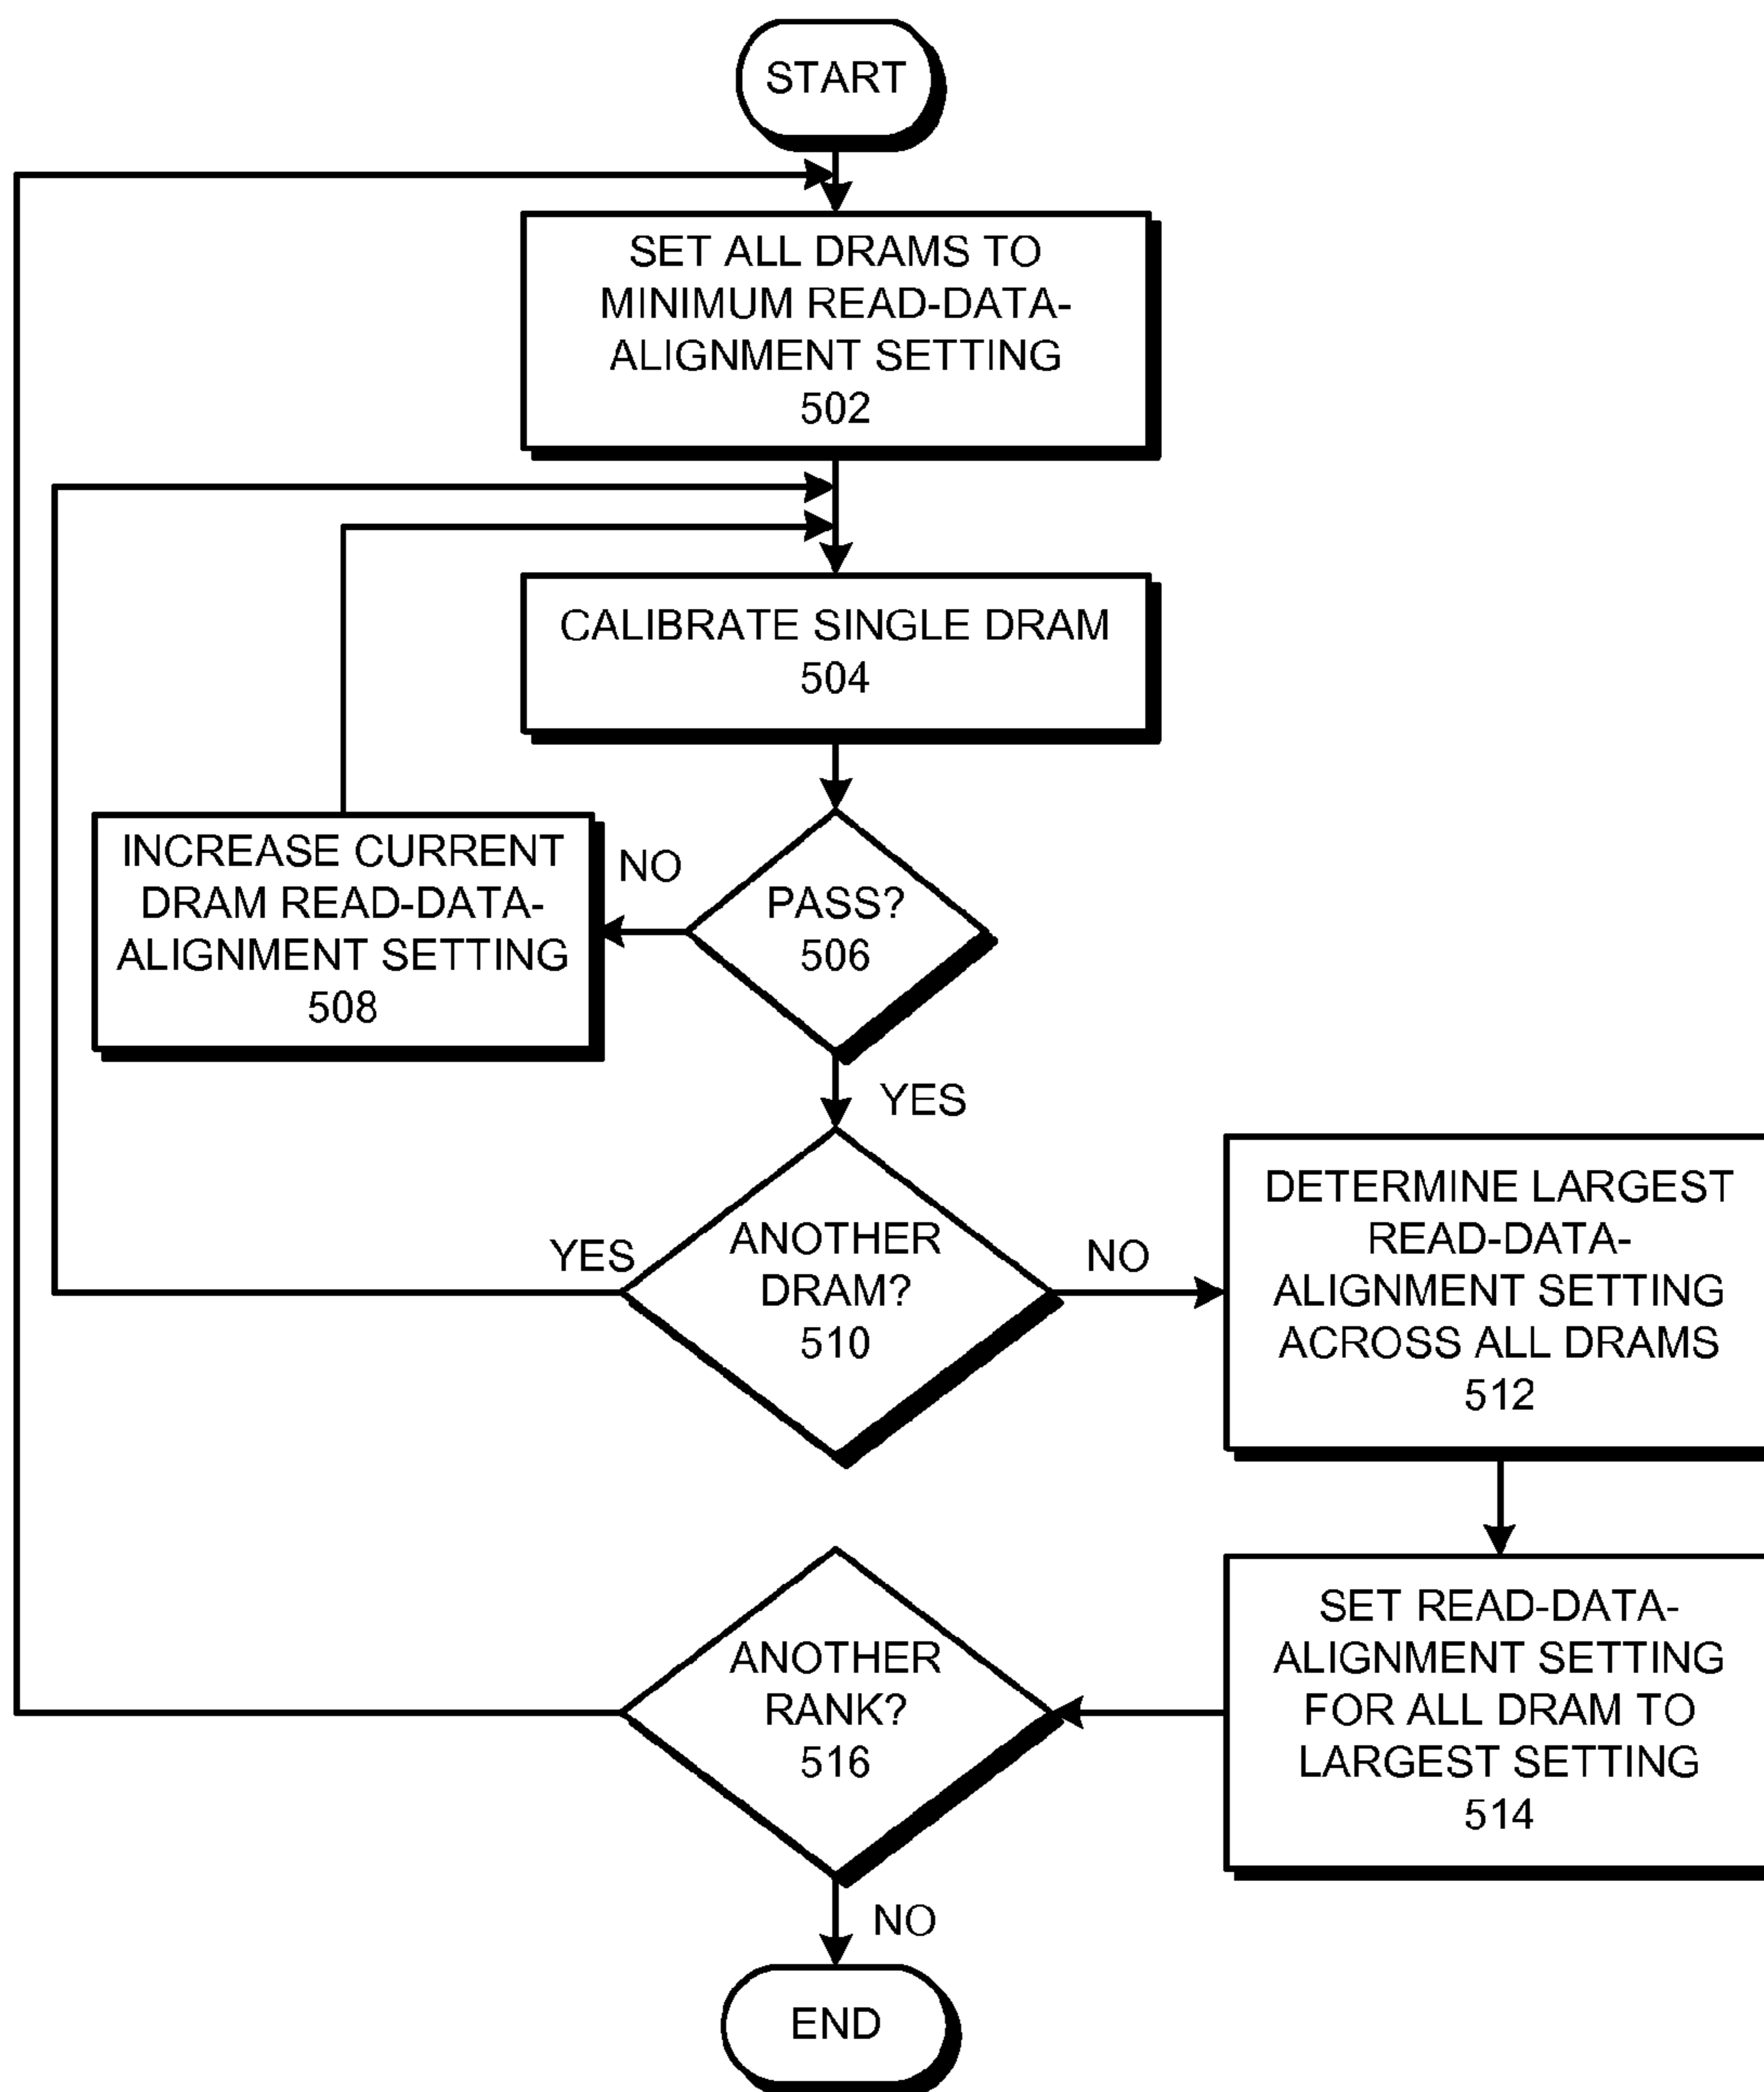 START
SET ALL DRAMS TO
MINIMUM READ-DATA-
ALIGNMENT SETTING
502
CALIBRATE SINGLE DRAM
504
INCREASE CURRENT
DRAM READ-DATA-
ALIGNMENT SETTING
508
NO
PASS?
506
YES
YES
ANOTHER
DRAM?
510
NO
DETERMINE LARGEST
READ-DATA-
ALIGNMENT SETTING
ACROSS ALL DRAMS
512
SET READ-DATA-
ALIGNMENT SETTING
FOR ALL DRAM TO
LARGEST SETTING
514
ANOTHER
RANK?
516
NO
END